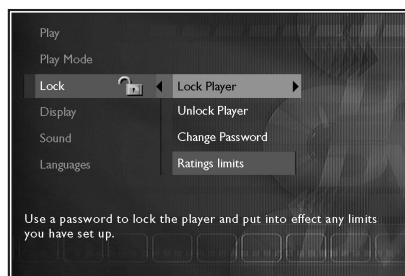 Play
Play Mode
Lock
Lock Player
Display
Unlock Player
Sound
Change Password
Languages
Ratings limits
Use a password to lock the player and put into effect any limits
you have set up.